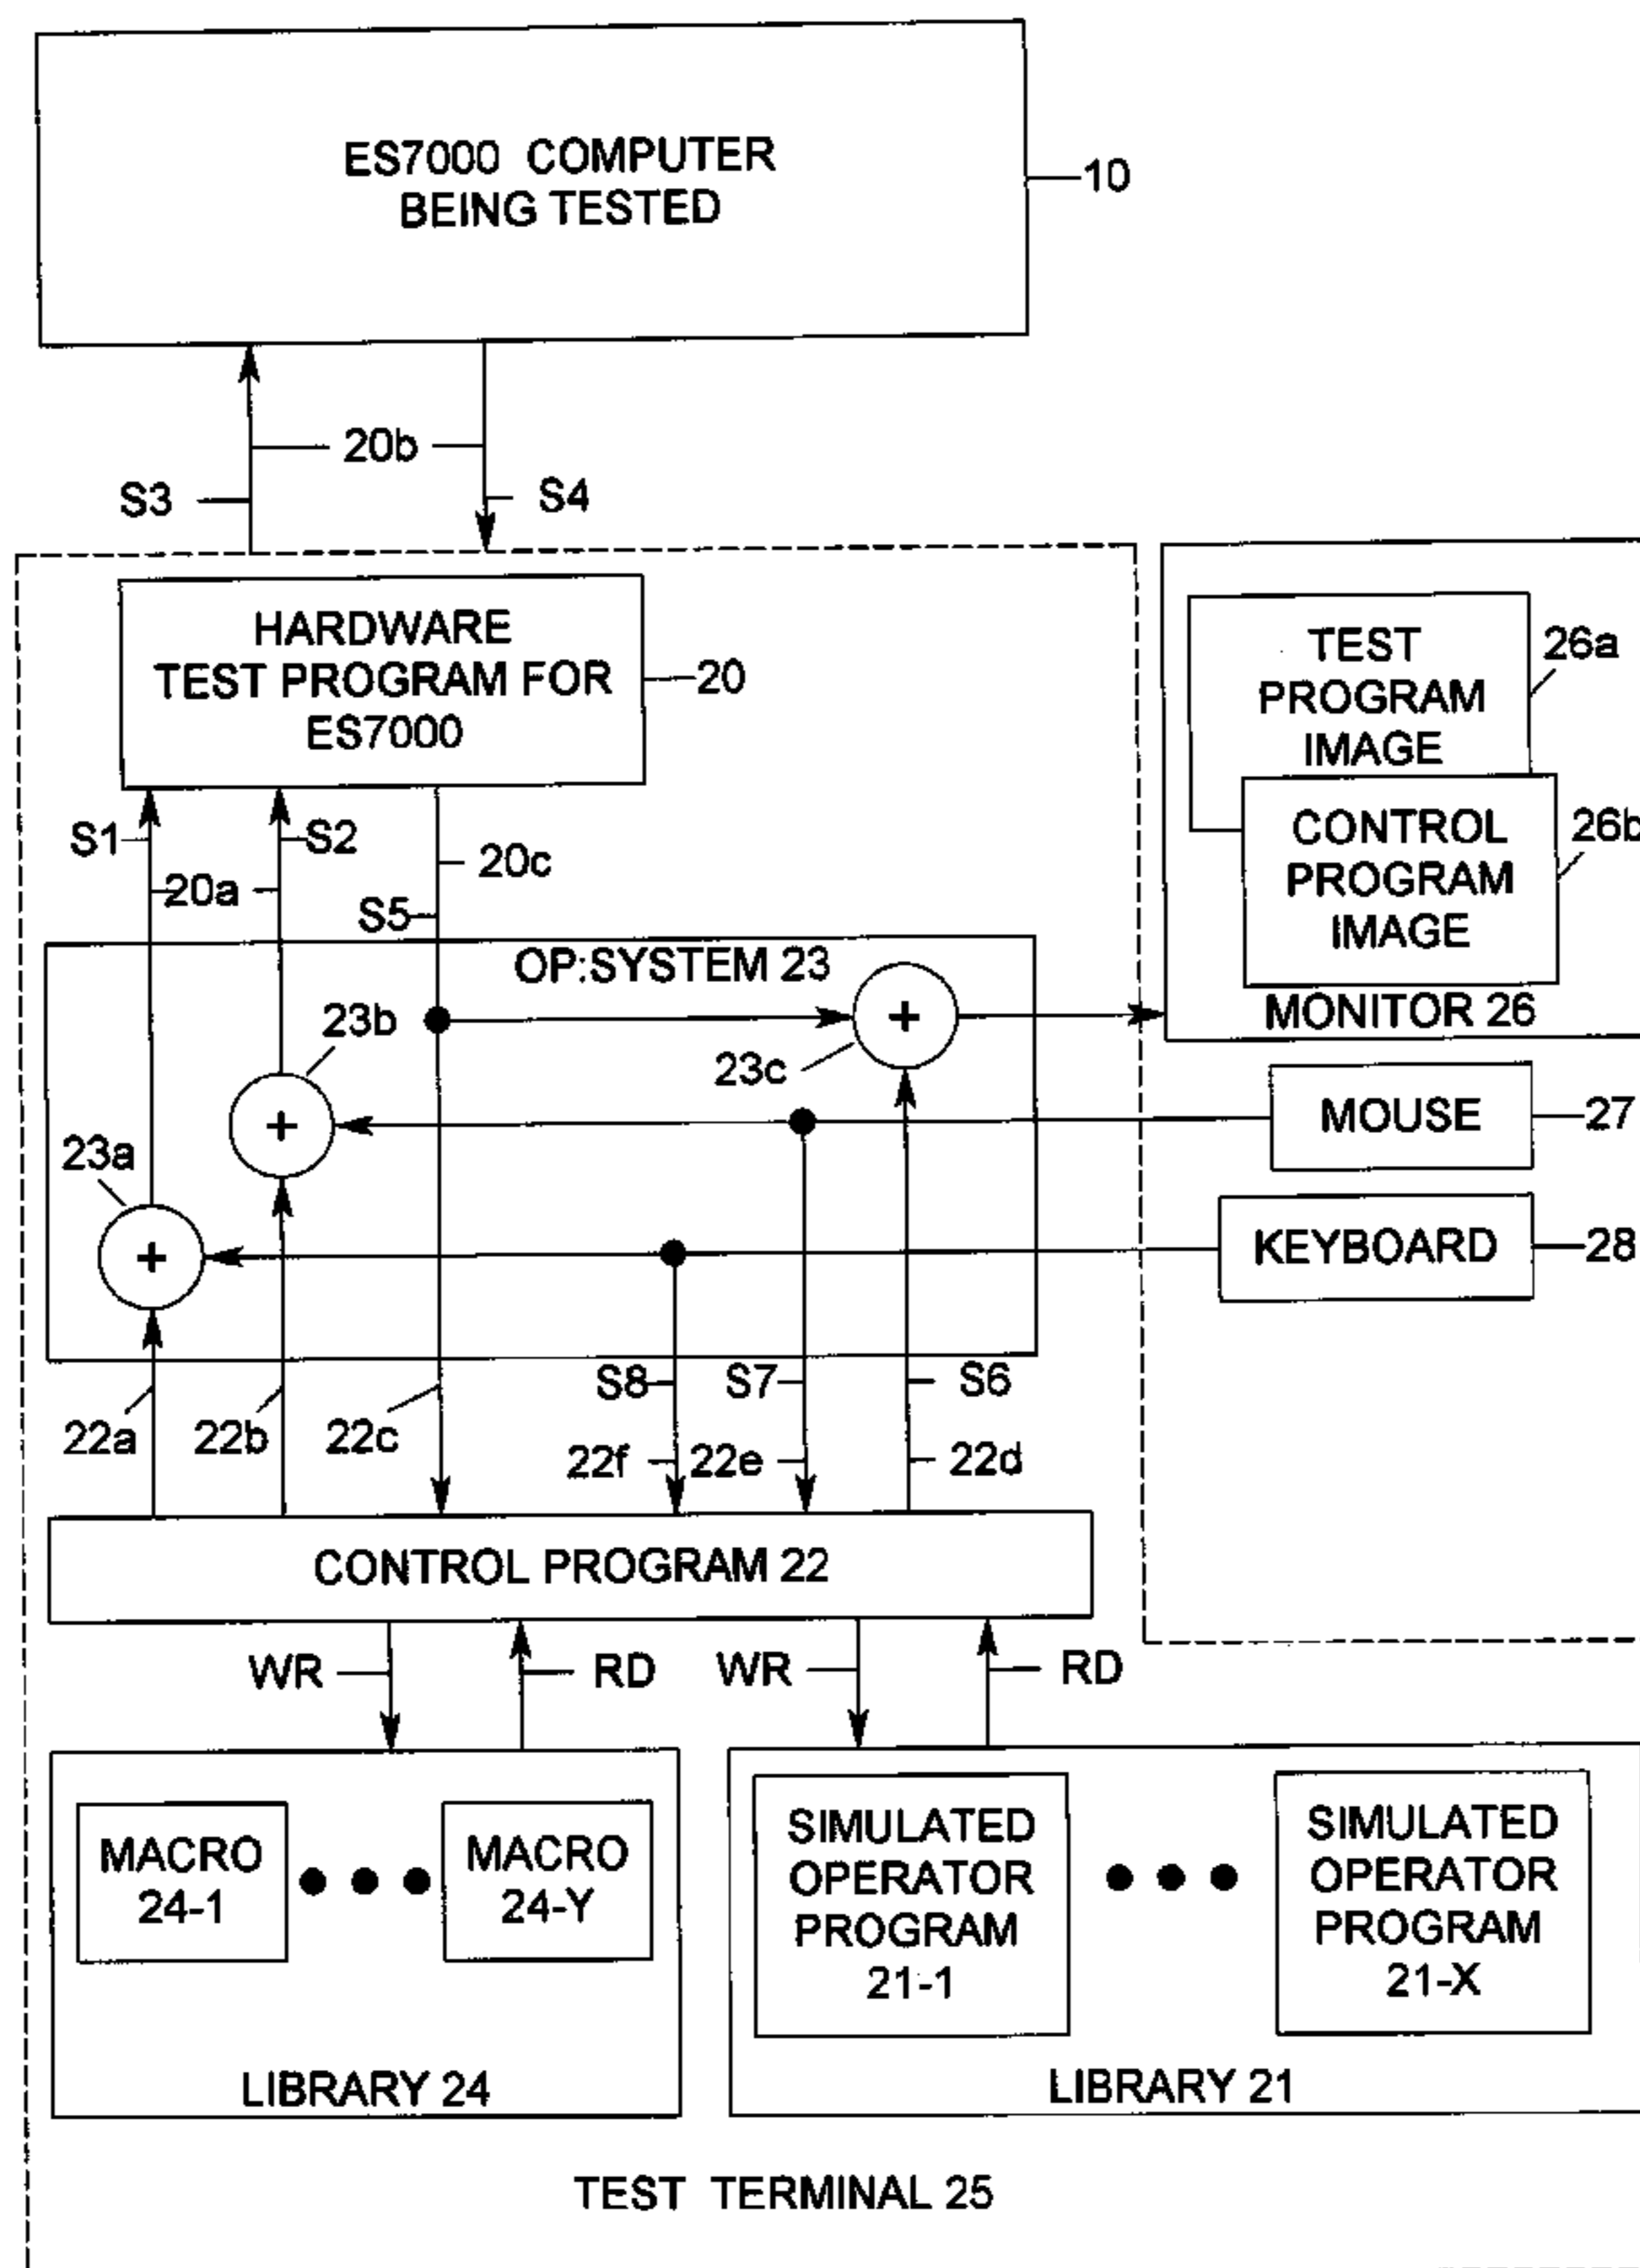 ES7000 COMPUTER
BEING TESTED
10
20b
S3
S4
HARDWARE
TEST PROGRAM FOR
ES7000
20
TEST
PROGRAM
IMAGE
26a
CONTROL
PROGRAM
IMAGE
26b
MONITOR 26
S1
S2
20a
20c
S5
OP:SYSTEM 23
23b
23c
23a
MOUSE
27
KEYBOARD
28
S8
S7
S6
22a
22b
22c
22f
22e
22d
CONTROL PROGRAM 22
WR
RD
WR
RD
MACRO
24-1
MACRO
24-Y
LIBRARY 24
SIMULATED
OPERATOR
PROGRAM
21-1
SIMULATED
OPERATOR
PROGRAM
21-X
LIBRARY 21
TEST TERMINAL 25